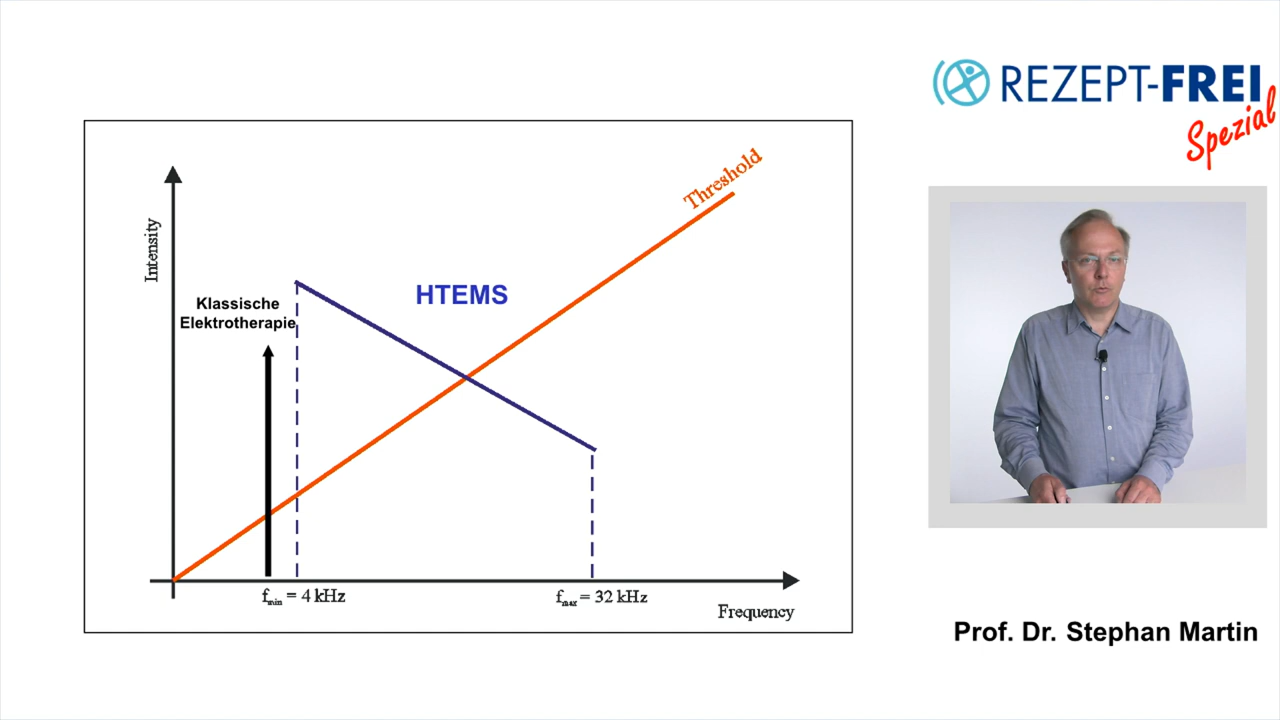 REZEPT-FREI
Spezial
Threshold
Intensity
HTEMS
Klassische
Elektrotherapie
fmin = 4 kHz
fmax = 32 kHz
Frequency
Prof. Dr. Stephan Martin